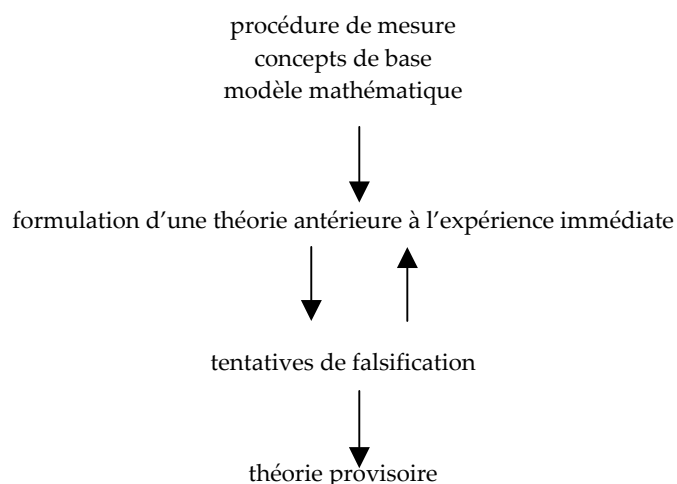 procédure de mesure
concepts de base
modèle mathématique
formulation d’une théorie antérieure à l’expérience immédiate
tentatives de falsification
théorie provisoire